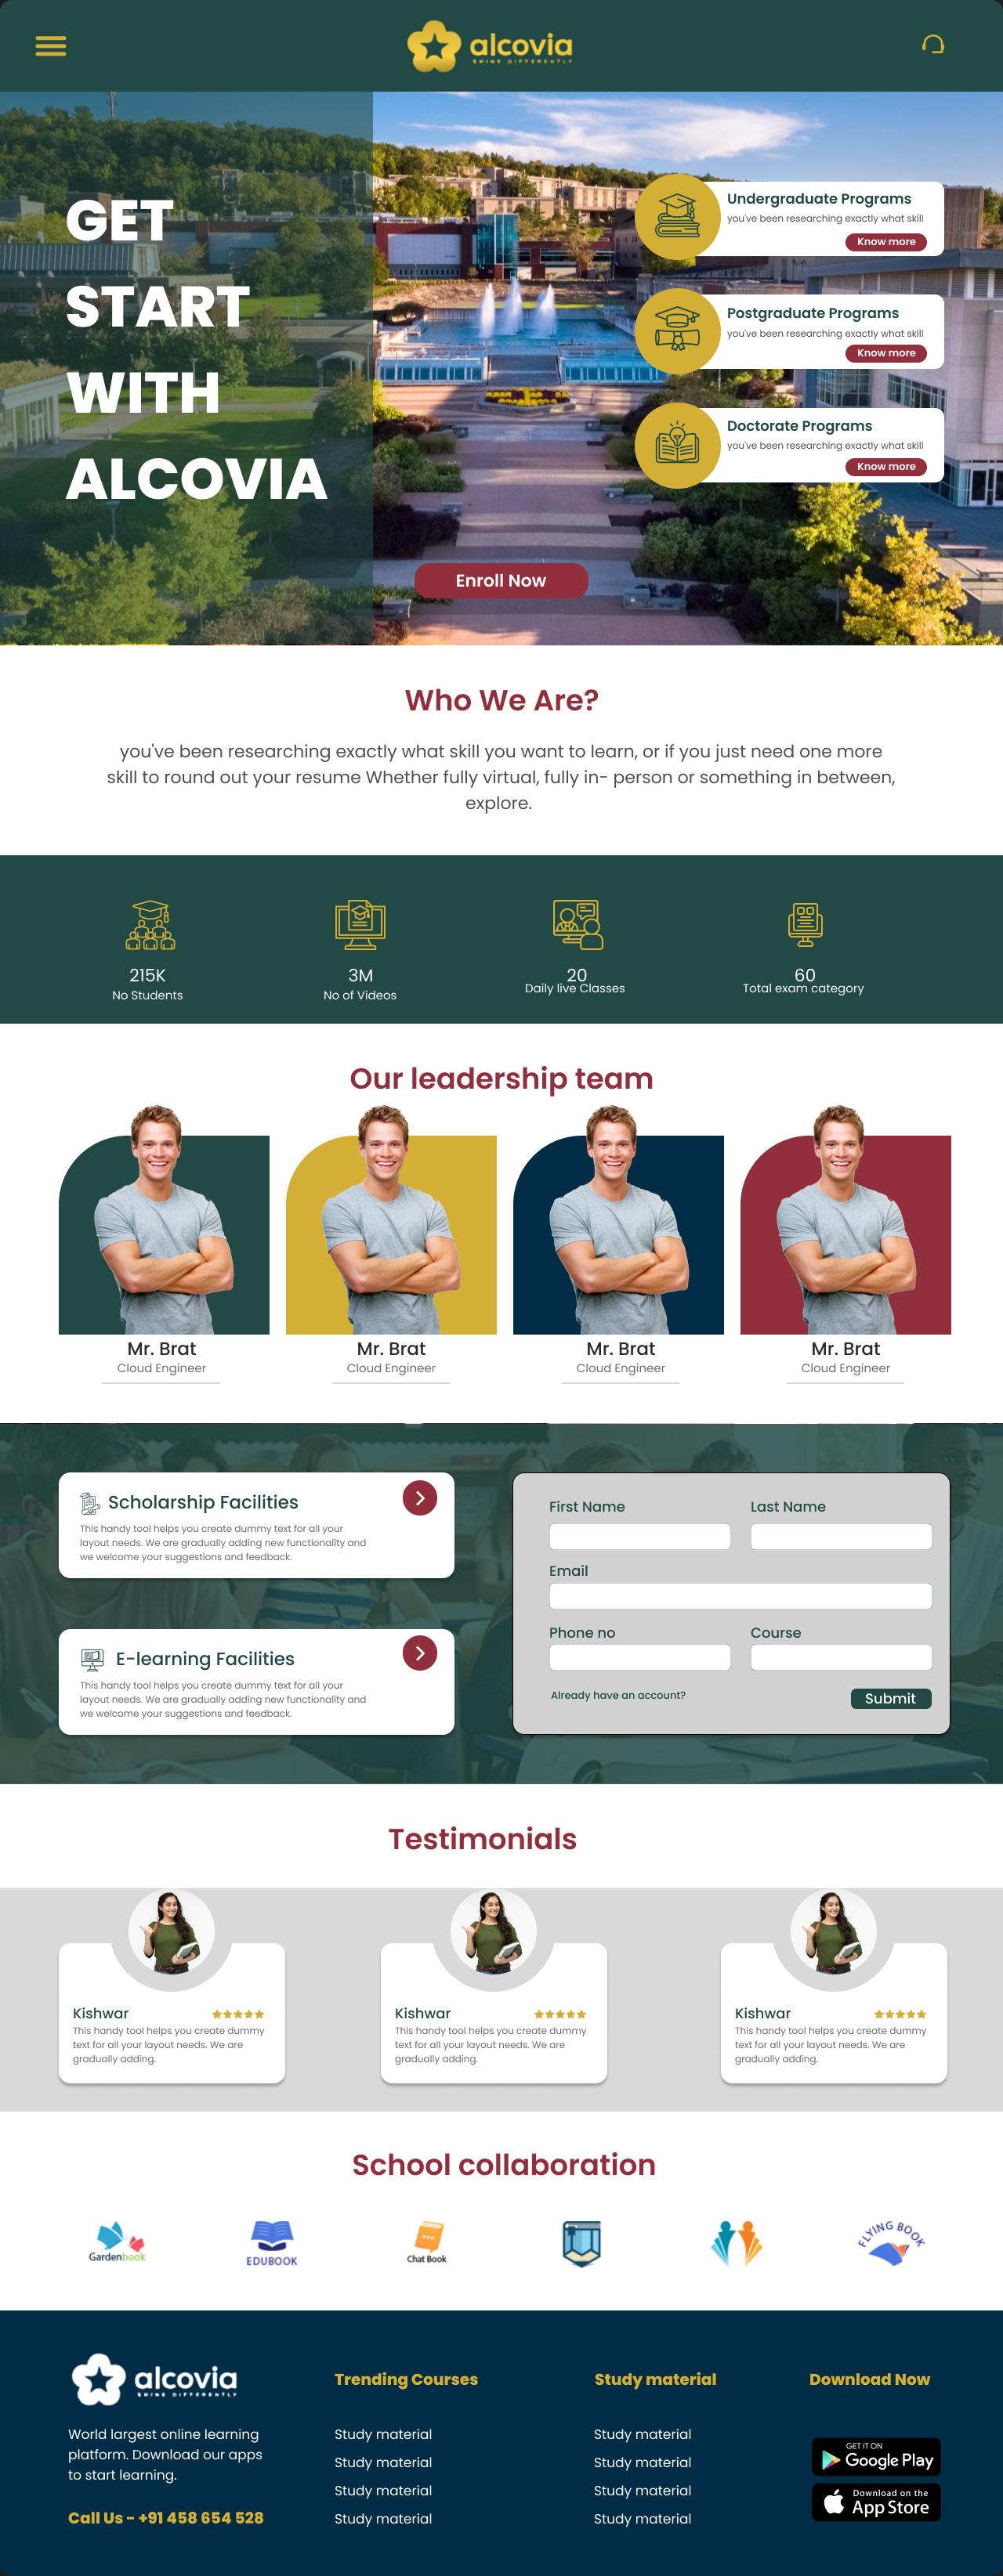 alcovia
SHINE DIFFERENTLY
GET
START
WITH
ALCOVIA
Undergraduate Programs
you've been researching exactly what skill
Know more
Postgraduate Programs
you've been researching exactly what skill
Know more
Doctorate Programs
you've been researching exactly what skill
Know more
Enroll Now
Who We Are?
you've been researching exactly what skill you want to learn, or if you just need one more
skill to round out your resume Whether fully virtual, fully in- person or something in between,
explore.
215K
No Students
3M
No of Videos
20
Daily live Classes
60
Total exam category
Our leadership team
Mr. Brat
Cloud Engineer
Mr. Brat
Cloud Engineer
Mr. Brat
Cloud Engineer
Mr. Brat
Cloud Engineer
Scholarship Facilities
This handy tool helps you create dummy text for all your
layout needs. We are gradually adding new functionality and
we welcome your suggestions and feedback.
E-learning Facilities
This handy tool helps you create dummy text for all your
layout needs. We are gradually adding new functionality and
we welcome your suggestions and feedback.
First Name
Last Name
Email
Phone no
Course
Already have an account?
Submit
Testimonials
Kishwar
This handy tool helps you create dummy
text for all your layout needs. We are
gradually adding.
Kishwar
This handy tool helps you create dummy
text for all your layout needs. We are
gradually adding.
Kishwar
This handy tool helps you create dummy
text for all your layout needs. We are
gradually adding.
School collaboration
Gardenbook
EDUBOOK
Chat Book
FLYING BOOK
alcovia
SHINE DIFFERENTLY
World largest online learning
platform. Download our apps
to start learning.
Call Us - +91 458 654 528
Trending Courses
Study material
Study material
Study material
Study material
Study material
Study material
Study material
Study material
Study material
Download Now
GET IT ON
Google Play
Download on the
App Store